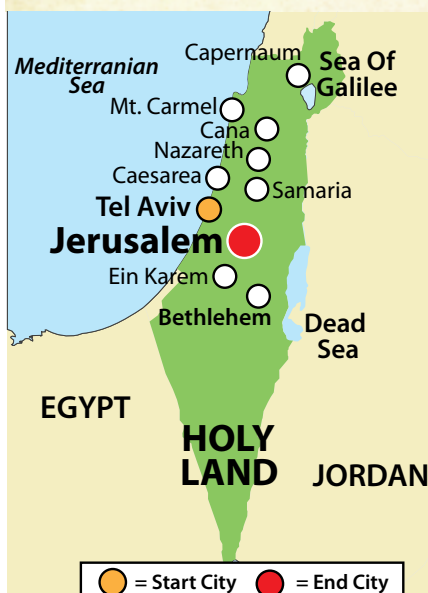 Capernaum
Mediterranian
Sea
Sea Of
Galilee
Mt. Carmel
Cana
Nazareth
Caesarea
Samaria
Tel Aviv
Jerusalem
Ein Karem
Bethlehem
Dead
Sea
EGYPT
HOLY
LAND
JORDAN
= Start City = End City